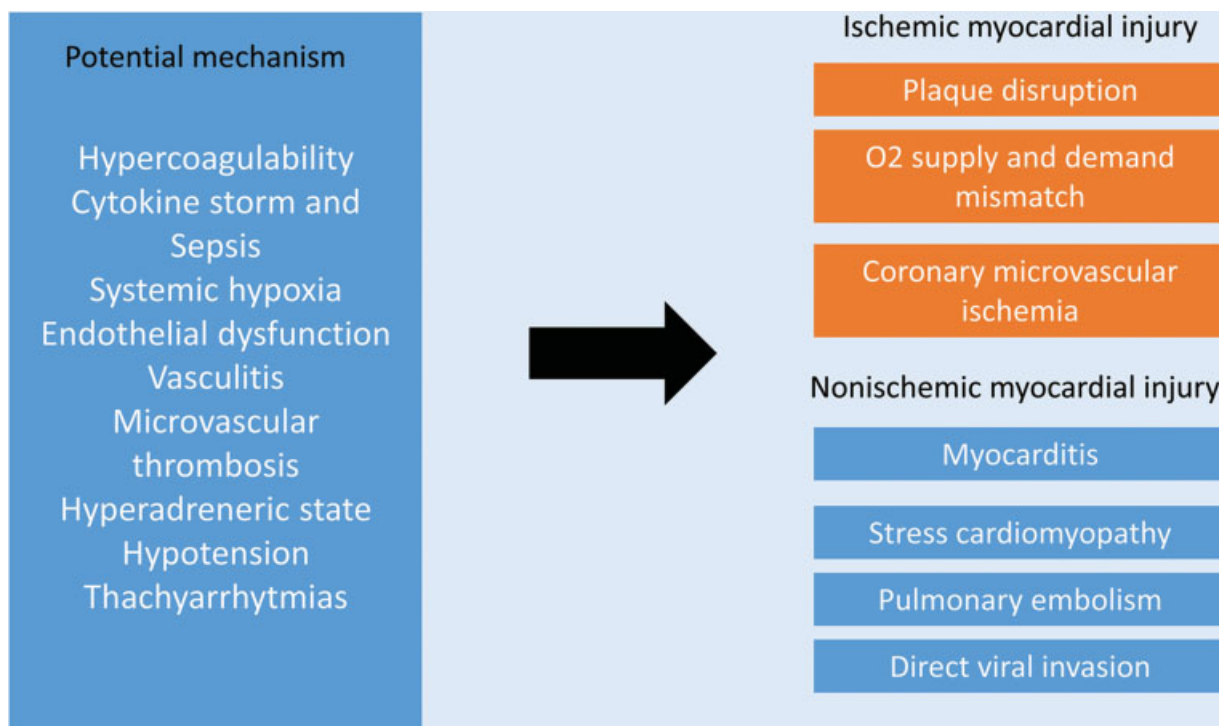 Potential mechanism
Hypercoagulability
Cytokine storm and
Sepsis
Systemic hypoxia
Endothelial dysfunction
Vasculitis
Microvascular
thrombosis
Hyperadreneric state
Hypotension
Thachyarrhytmias
Ischemic myocardial injury
Plaque disruption
O2 supply and demand
mismatch
Coronary microvascular
ischemia
Nonischemic myocardial injury
Myocarditis
Stress cardiomyopathy
Pulmonary embolism
Direct viral invasion